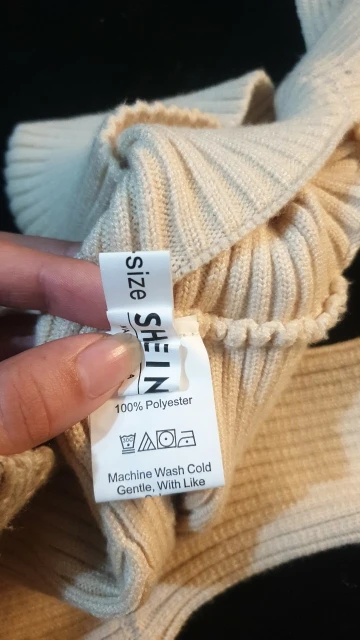 size
SHEIN
100% Polyester
Machine Wash Cold
Gentle, With Like